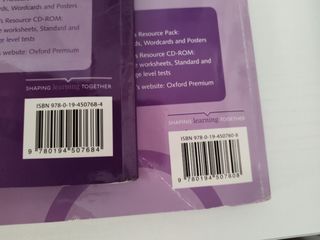 's Resource Pack:
ds, Wordcards and Posters
's Resource CD-ROM:
e worksheets, Standard and
ge level tests
's website: Oxford Premium
SHAPING learning TOGETHER
ISBN 978-0-19-450768-4
9 780194 507684
's Resource Pack:
ds, Wordcards and Posters
's Resource CD-ROM:
e worksheets, Standard and
ge level tests
's website: Oxford Premium
SHAPING learning TOGETHER
ISBN 978-0-19-450760-8
9 780194 507608